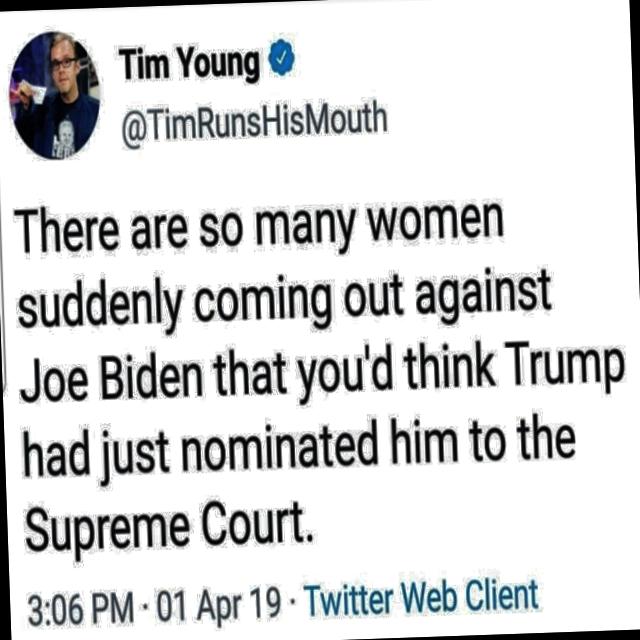 Tim Young
@TimRunsHisMouth
There are so many women
suddenly coming out against
Joe Biden that you'd think Trump
had just nominated him to the
Supreme Court.
3:06 PM · 01 Apr 19 · Twitter Web Client